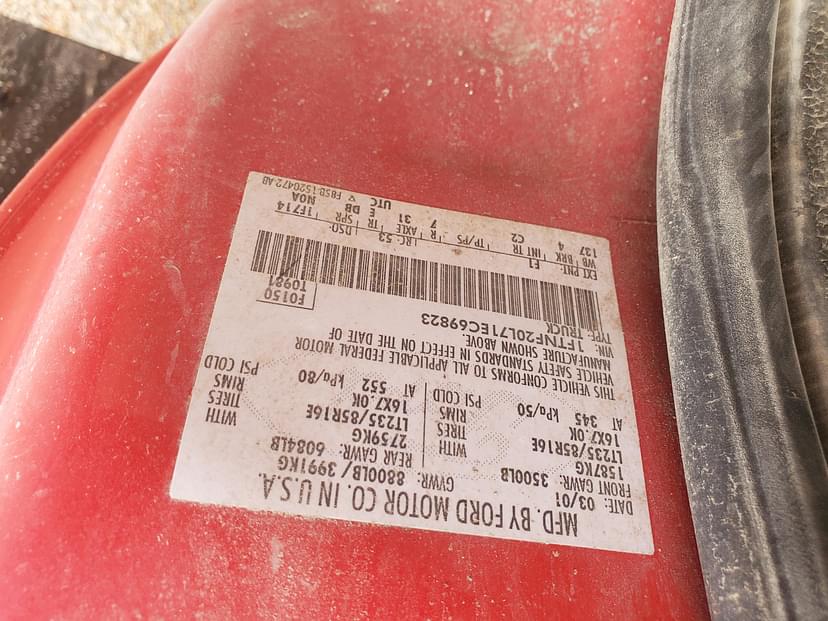 MFD. BY FORD MOTOR CO. IN U.S.A.
DATE: 03/01 GVWR: 8800LB/ 3991KG
FRONT GAWR: 3500LB REAR GAWR: 6084LB
1587KG 2759KG
LT235/85R16E WITH TIRES LT235/85R16E WITH TIRES
16X7.0K RIMS 16X7.0K RIMS
AT 345 kPa/50 PSI COLD AT 552 kPa/80 PSI COLD
THIS VEHICLE CONFORMS TO ALL APPLICABLE FEDERAL MOTOR
VEHICLE SAFETY STANDARDS IN EFFECT ON THE DATE OF
MANUFACTURE SHOWN ABOVE.
VIN: 1FTNF20L71EC69823
TYPE: TRUCK
F0150
T0981
EXT PNT: E1 RC: 53 DSO:
WB BRK INT TR TP/PS R AXLE TR SPR 1F714
137 4 C2 7 31 E DB NOA
UTC F85B-1520472-AB